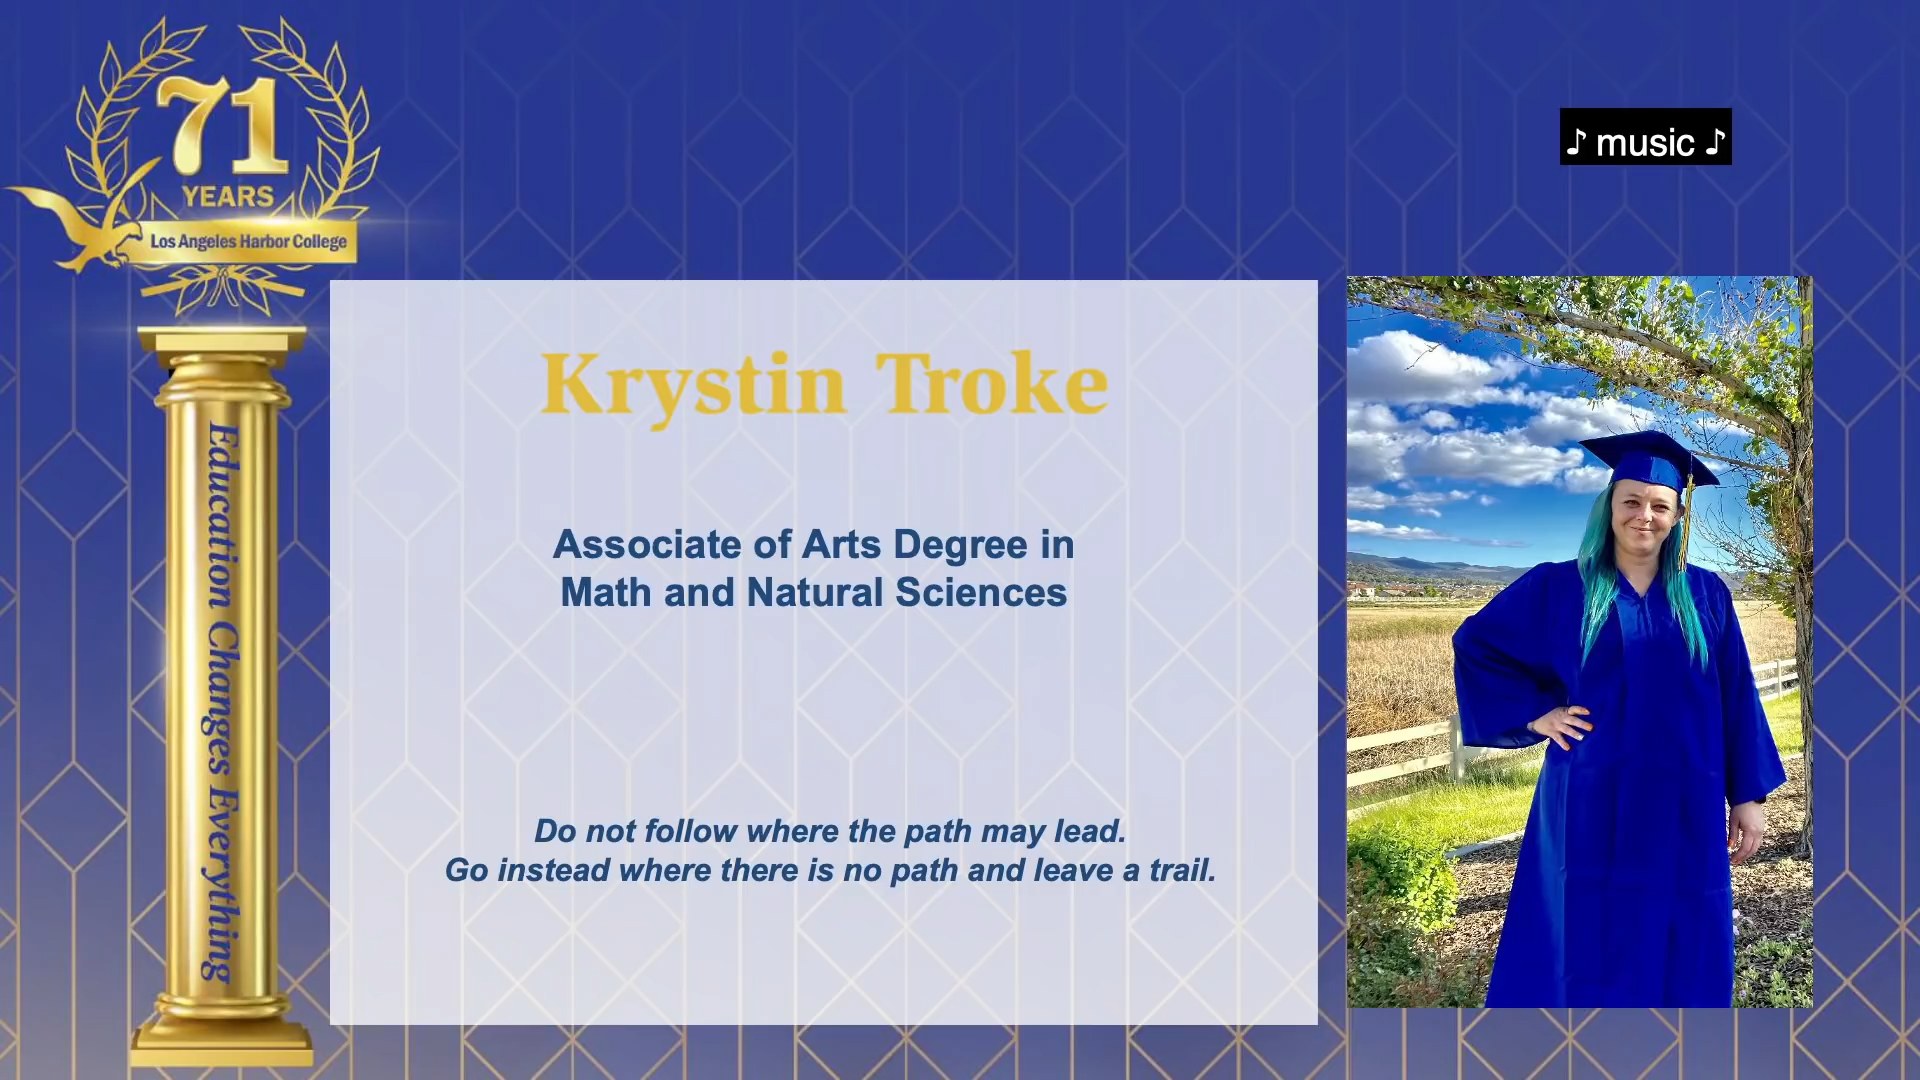 71
YEARS
Los Angeles Harbor College
Education Changes Everything
♪ music ♪
Krystin Troke
Associate of Arts Degree in
Math and Natural Sciences
Do not follow where the path may lead.
Go instead where there is no path and leave a trail.